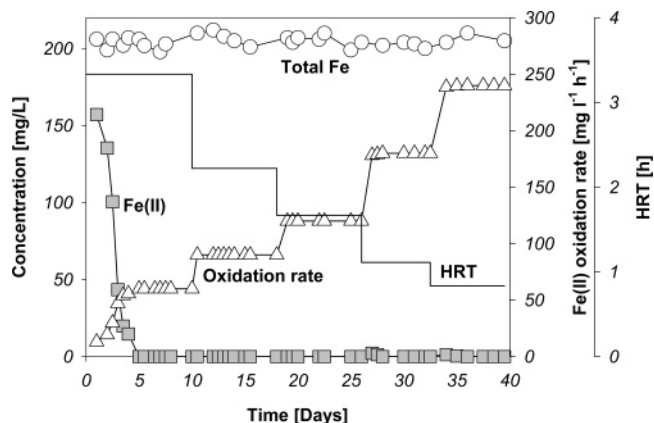 200
150
100
50
0
Concentration [mg/L]
300
250
200
150
100
50
0
Fe(II) oxidation rate [mg l⁻¹ h⁻¹]
4
3
2
1
0
HRT [h]
Total Fe
Fe(II)
Oxidation rate
HRT
0 5 10 15 20 25 30 35 40
Time [Days]